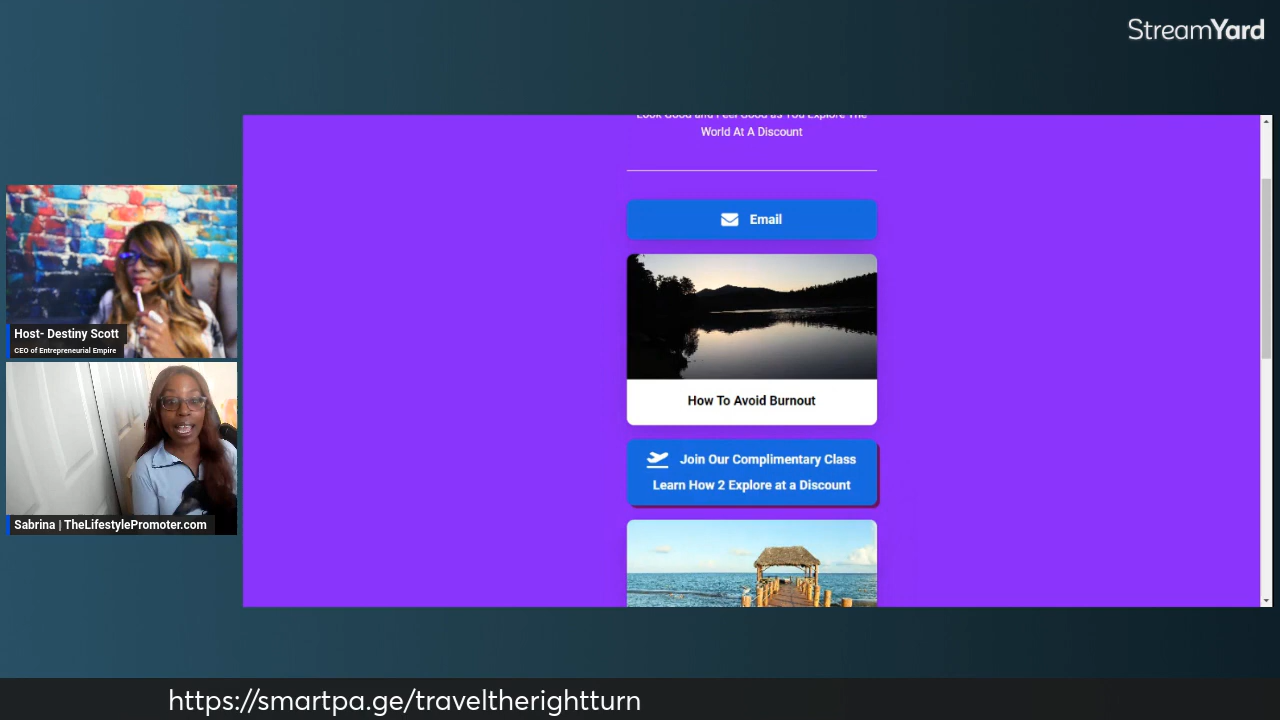 StreamYard
Look Good and Feel Good as You Explore The
World At A Discount
Email
How To Avoid Burnout
Join Our Complimentary Class
Learn How 2 Explore at a Discount
Host- Destiny Scott
CEO of Entrepreneurial Empire
Sabrina | TheLifestylePromoter.com
https://smartpa.ge/traveltherightturn